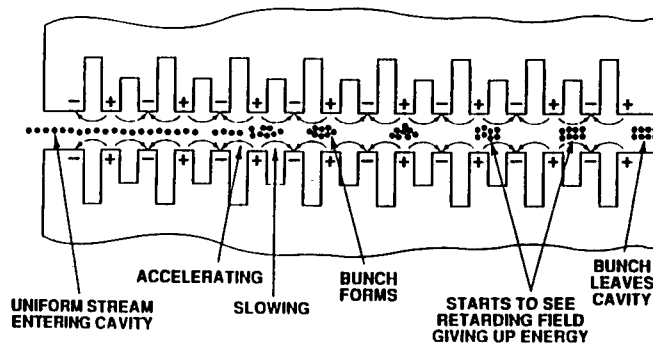 − + − + − + − + − + − + − + − +
− + − + − + − + − + − + − + − +
UNIFORM STREAM
ENTERING CAVITY
ACCELERATING
SLOWING
BUNCH
FORMS
STARTS TO SEE
RETARDING FIELD
GIVING UP ENERGY
BUNCH
LEAVES
CAVITY